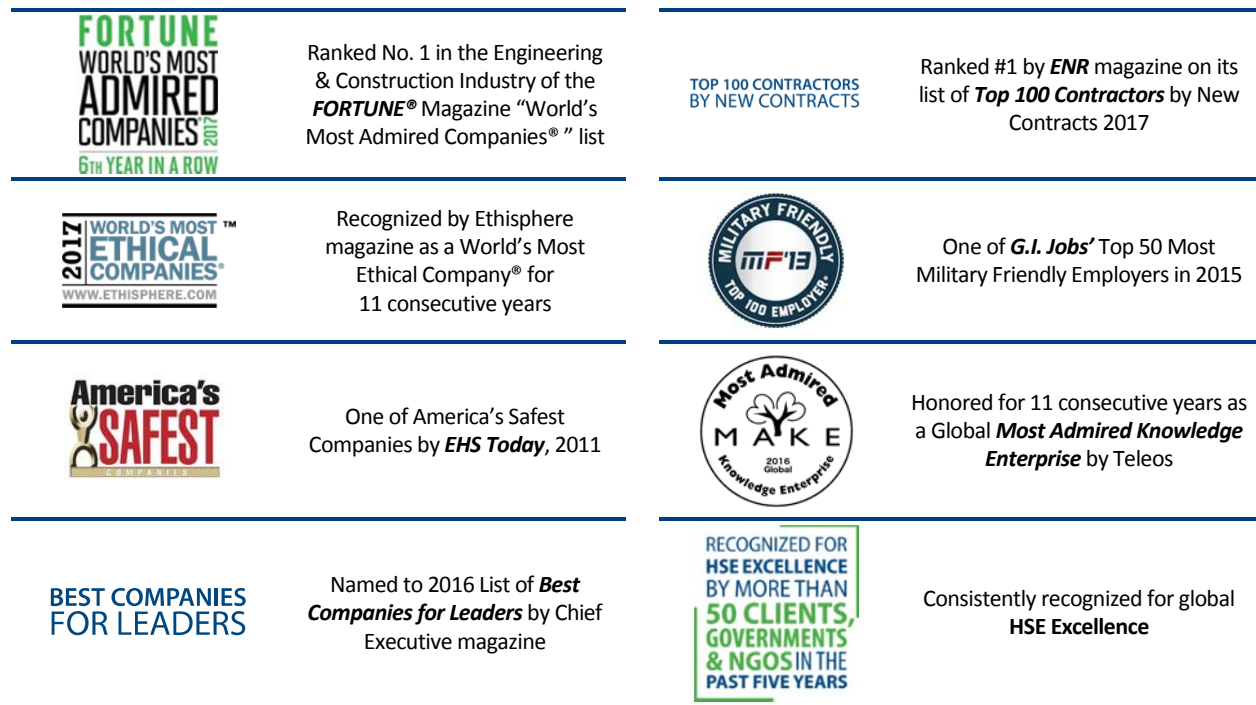 FORTUNE
WORLD'S MOST
ADMIRED
COMPANIES® 2017
6TH YEAR IN A ROW
Ranked No. 1 in the Engineering
& Construction Industry of the
FORTUNE® Magazine “World’s
Most Admired Companies® ” list
TOP 100 CONTRACTORS
BY NEW CONTRACTS
Ranked #1 by ENR magazine on its
list of Top 100 Contractors by New
Contracts 2017
2017
WORLD'S MOST ™
ETHICAL
COMPANIES®
WWW.ETHISPHERE.COM
Recognized by Ethisphere
magazine as a World’s Most
Ethical Company® for
11 consecutive years
MILITARY FRIENDLY
MF'13
TOP 100 EMPLOYER®
One of G.I. Jobs’ Top 50 Most
Military Friendly Employers in 2015
America's
SAFEST
COMPANIES
One of America’s Safest
Companies by EHS Today, 2011
Most Admired
MAKE
2016
Global
Knowledge Enterprise
Honored for 11 consecutive years as
a Global Most Admired Knowledge
Enterprise by Teleos
BEST COMPANIES
FOR LEADERS
Named to 2016 List of Best
Companies for Leaders by Chief
Executive magazine
RECOGNIZED FOR
HSE EXCELLENCE
BY MORE THAN
50 CLIENTS,
GOVERNMENTS
& NGOS IN THE
PAST FIVE YEARS
Consistently recognized for global
HSE Excellence